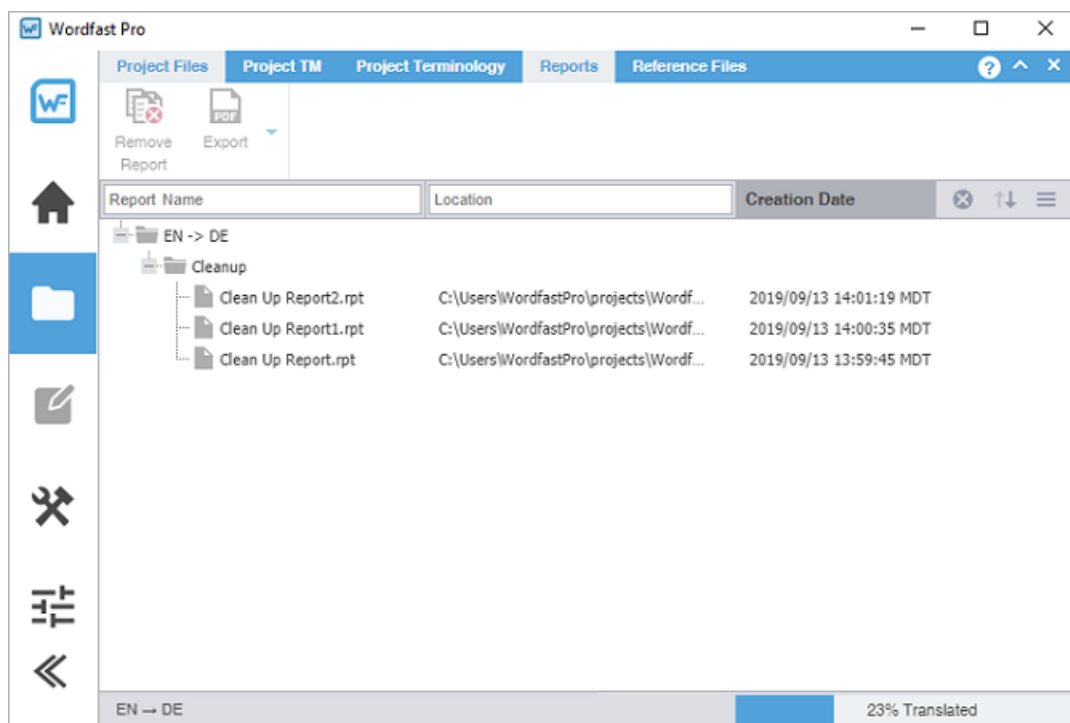 Wordfast Pro
Project Files Project TM Project Terminology Reports Reference Files
WF
PDF
Remove Report
Export
Report Name Location Creation Date
EN -> DE
Cleanup
Clean Up Report2.rpt C:\Users\WordfastPro\projects\Wordf... 2019/09/13 14:01:19 MDT
Clean Up Report1.rpt C:\Users\WordfastPro\projects\Wordf... 2019/09/13 14:00:35 MDT
Clean Up Report.rpt C:\Users\WordfastPro\projects\Wordf... 2019/09/13 13:59:45 MDT
EN → DE 23% Translated